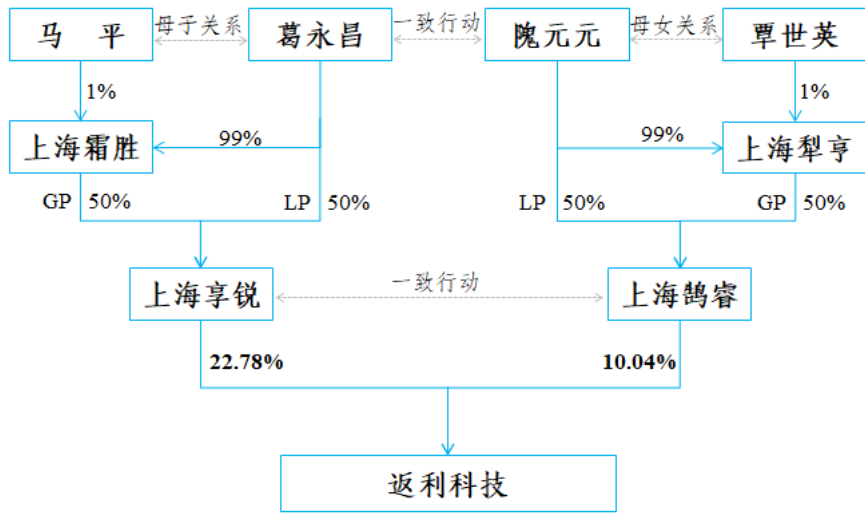 马 平 母子关系 葛永昌 一致行动 隗元元 母女关系 覃世英
1% 1%
上海霜胜 99% 99% 上海犁亨
GP 50% LP 50% LP 50% GP 50%
上海享锐 一致行动 上海鹄睿
22.78% 10.04%
返利科技